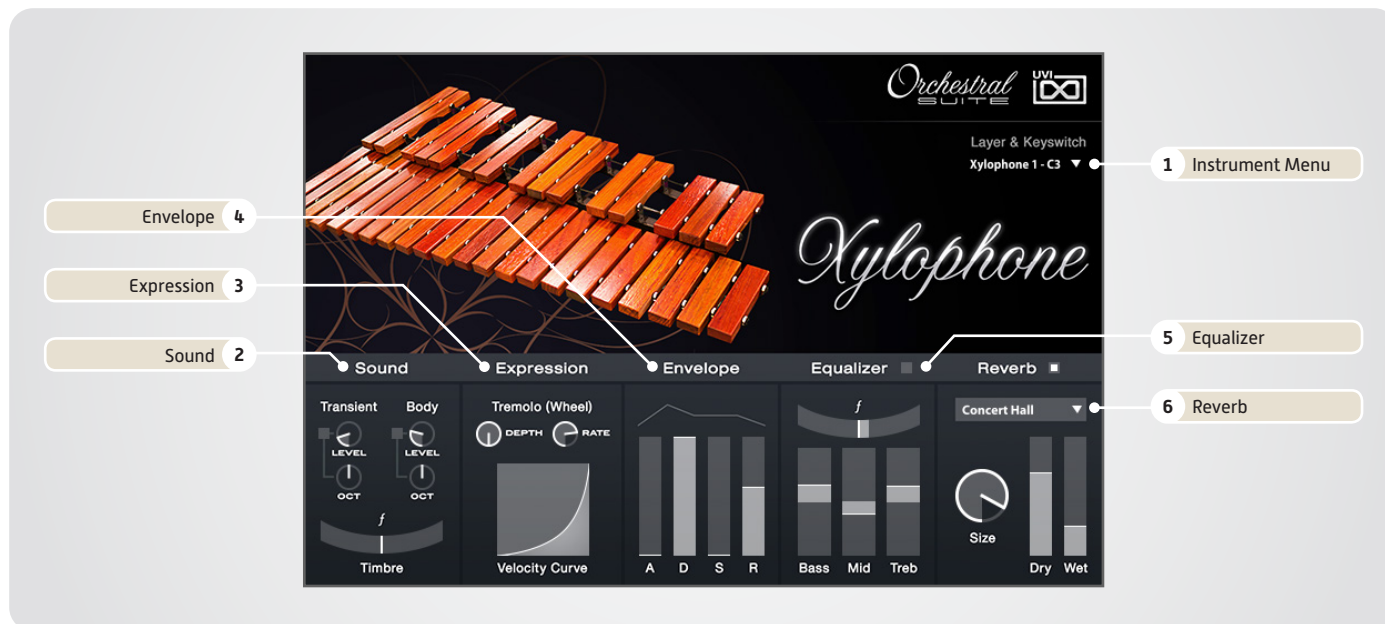 Orchestral
SUITE
UVI
Layer & Keyswitch
Xylophone 1 - C3
1 Instrument Menu
Xylophone
Envelope 4
Expression 3
Sound 2
5 Equalizer
6 Reverb
Sound
Expression
Envelope
Equalizer
Reverb
Transient Body
LEVEL LEVEL
OCT OCT
f
Timbre
Tremolo (Wheel)
DEPTH RATE
Velocity Curve
A D S R
f
Bass Mid Treb
Concert Hall
Size
Dry Wet